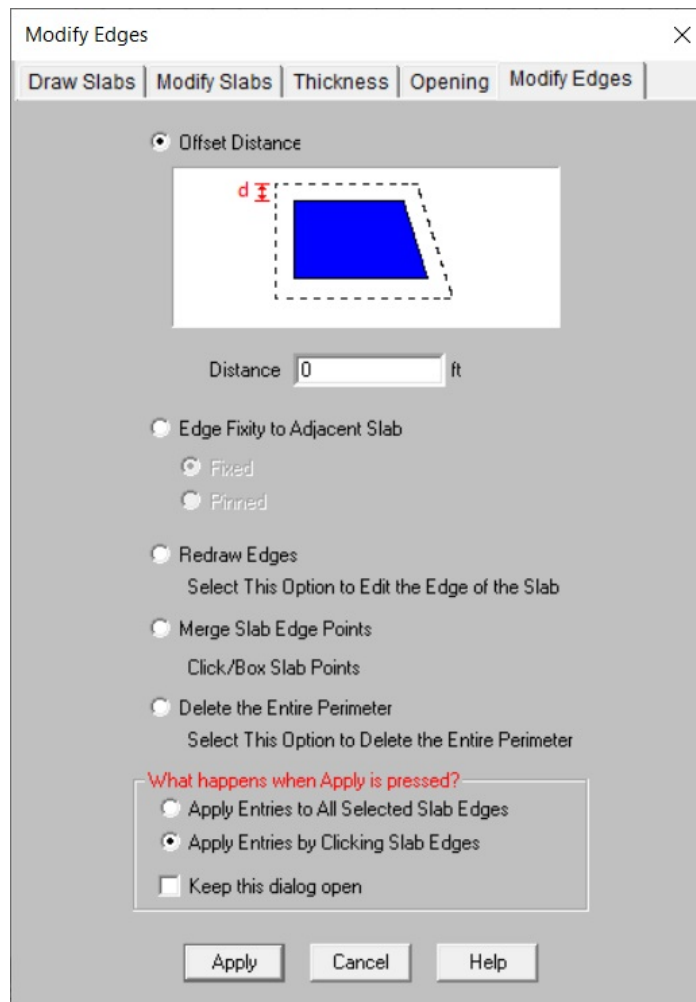 Modify Edges
Draw Slabs Modify Slabs Thickness Opening Modify Edges
Offset Distance
d
Distance 0 ft
Edge Fixity to Adjacent Slab
Fixed
Pinned
Redraw Edges
Select This Option to Edit the Edge of the Slab
Merge Slab Edge Points
Click/Box Slab Points
Delete the Entire Perimeter
Select This Option to Delete the Entire Perimeter
What happens when Apply is pressed?
Apply Entries to All Selected Slab Edges
Apply Entries by Clicking Slab Edges
Keep this dialog open
Apply Cancel Help